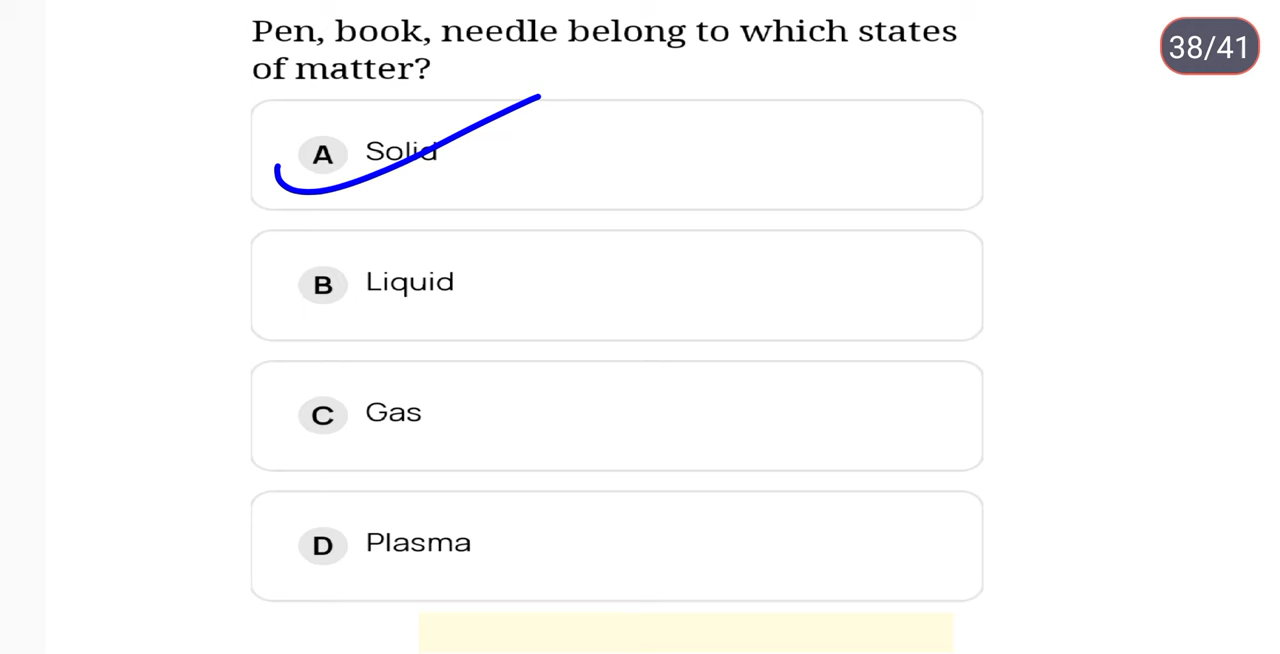 Pen, book, needle belong to which states
of matter?
38/41
A Solid
B Liquid
C Gas
D Plasma